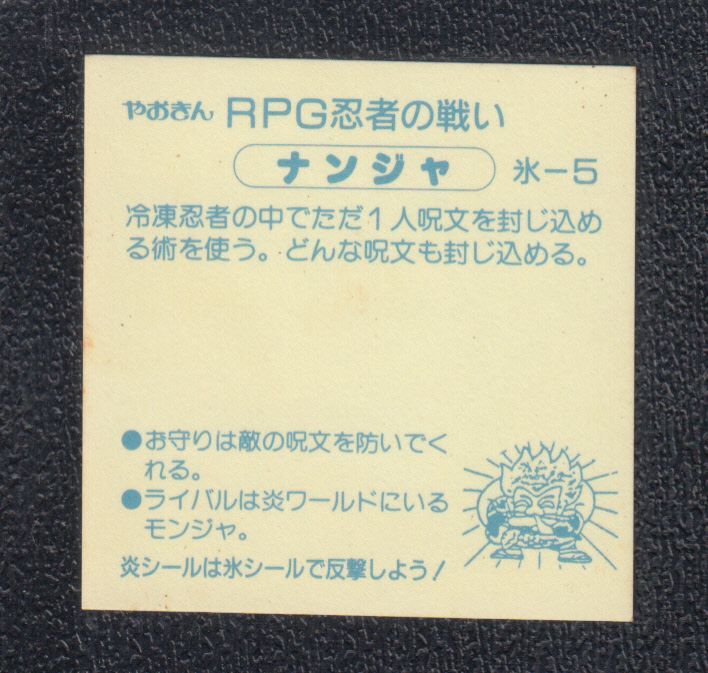 やおきん RPG忍者の戦い
ナンジャ 氷-5
冷凍忍者の中でただ1人呪文を封じ込め
る術を使う。どんな呪文も封じ込める。
●お守りは敵の呪文を防いでく
れる。
●ライバルは炎ワールドにいる
モンジャ。
炎シールは氷シールで反撃しよう!